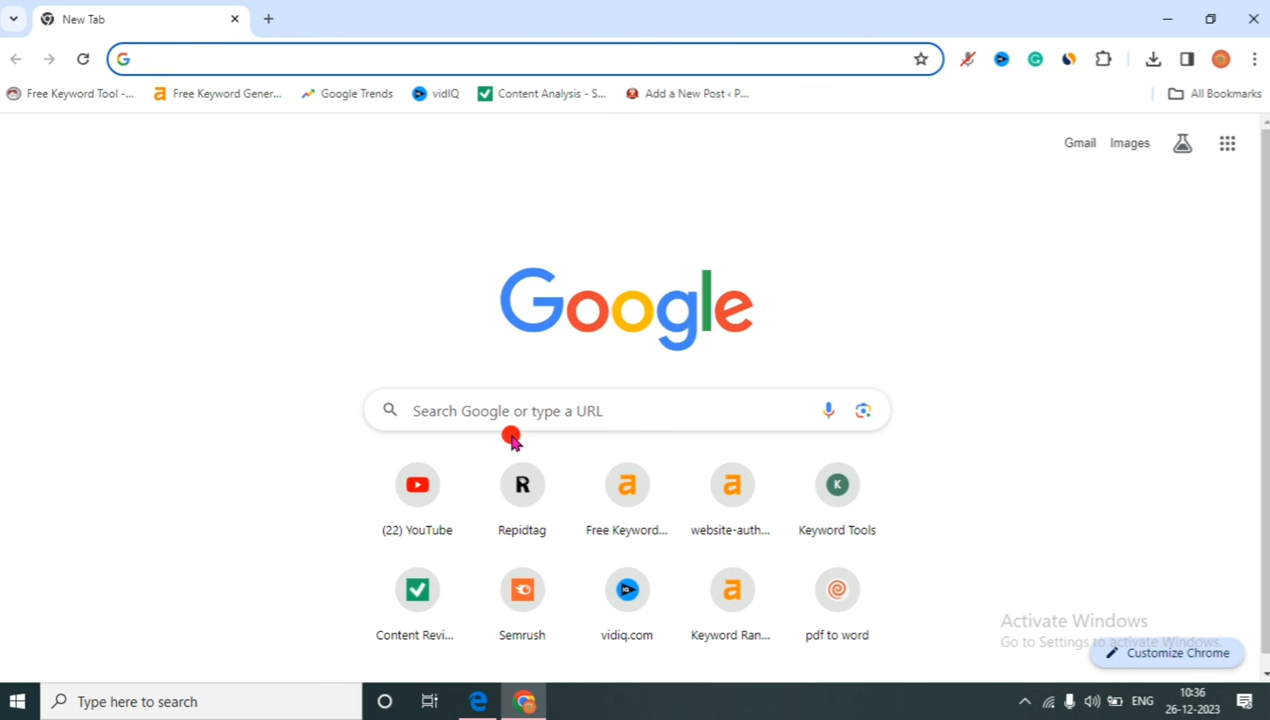 New Tab
Free Keyword Tool -...
Free Keyword Gener...
Google Trends
vidIQ
Content Analysis - S...
Add a New Post ‹ P...
All Bookmarks
Gmail Images
Google
Search Google or type a URL
R
K
(22) YouTube
Repidtag
Free Keyword...
website-auth...
Keyword Tools
Content Revi...
Semrush
vidiq.com
Keyword Ran...
pdf to word
Activate Windows
Go to Settings to activate Windows.
Customize Chrome
Type here to search
ENG
10:36
26-12-2023